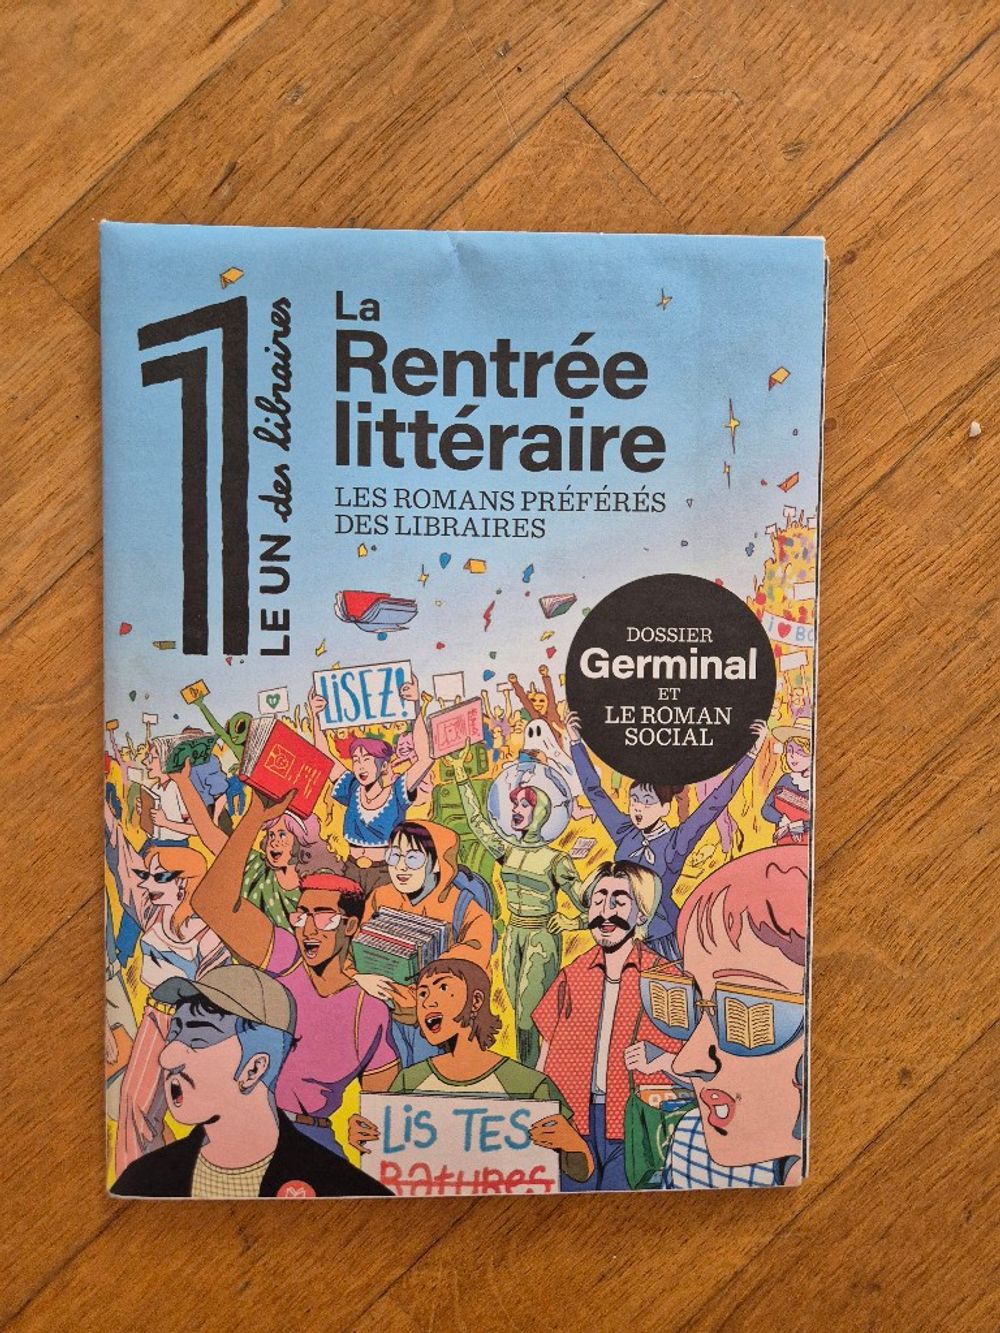 1
LE UN des libraires
La
Rentrée
littéraire
LES ROMANS PRÉFÉRÉS
DES LIBRAIRES
DOSSIER
Germinal
ET
LE ROMAN
SOCIAL
LISEZ!
LIS TES
Ratures